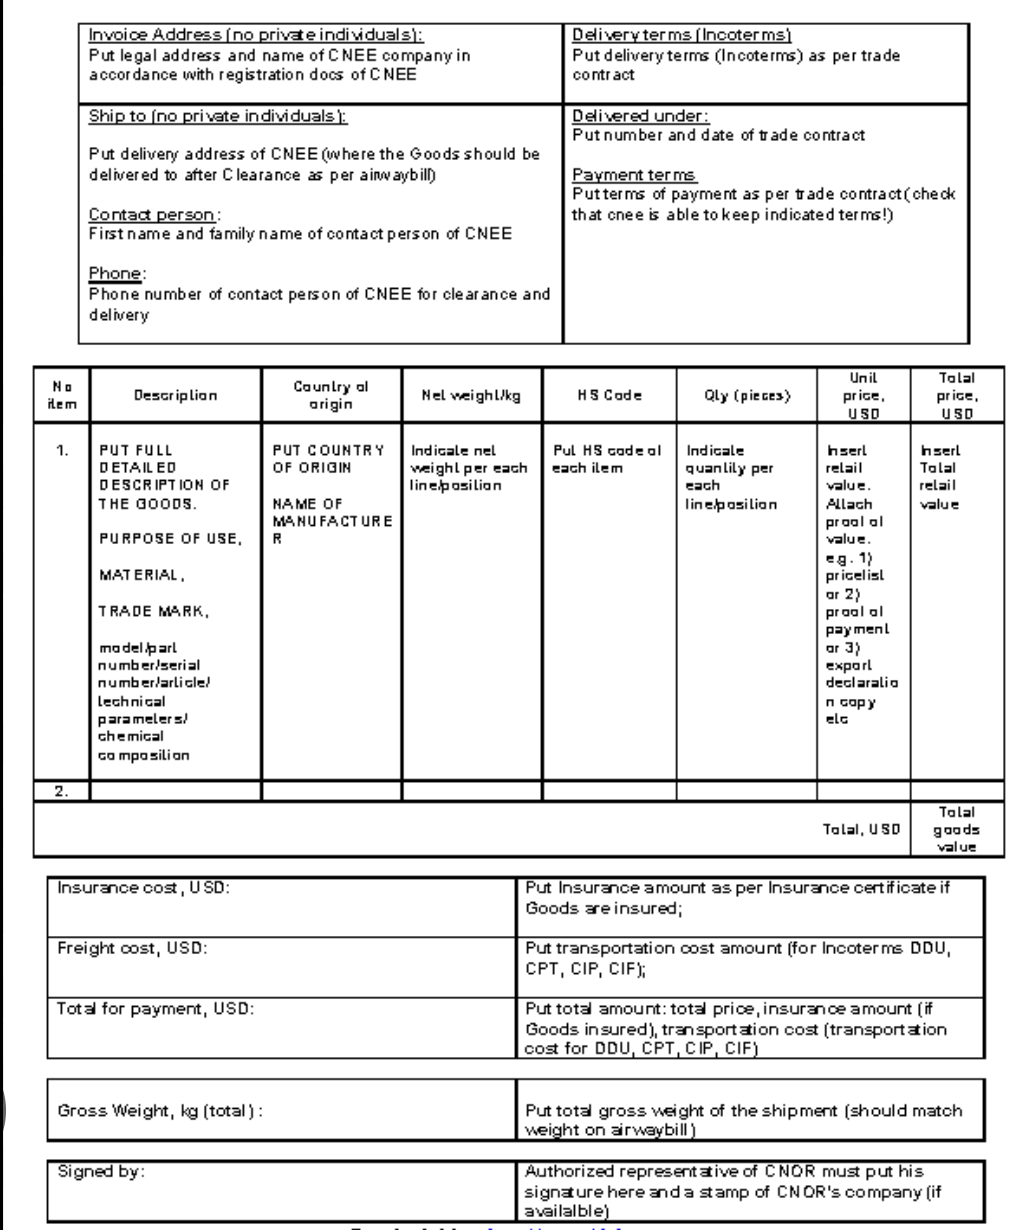 Invoice Address (no private individuals):
Put legal address and name of CNEE company in
accordance with registration docs of CNEE
Delivery terms (Incoterms)
Put delivery terms (Incoterms) as per trade
contract
Ship to (no private individuals):
Put delivery address of CNEE (where the Goods should be
delivered to after Clearance as per airwaybill)
Contact person:
First name and family name of contact person of CNEE
Phone:
Phone number of contact person of CNEE for clearance and
delivery
Delivered under:
Put number and date of trade contract
Payment terms
Put terms of payment as per trade contract (check
that cnee is able to keep indicated terms!)
No
item
Description
Country of
origin
Net weight/kg
HS Code
Qty (pieces)
Unit
price,
USD
Total
price,
USD
1.
PUT FULL
DETAILED
DESCRIPTION OF
THE GOODS.
PURPOSE OF USE,
MATERIAL,
TRADE MARK,
model/part
number/serial
number/article/
technical
parameters/
chemical
composition
PUT COUNTRY
OF ORIGIN
NAME OF
MANUFACTURE
R
Indicate net
weight per each
line/position
Put HS code of
each item
Indicate
quantity per
each
line/position
Insert
retail
value.
Attach
proof of
value.
e.g. 1)
pricelist
or 2)
proof of
payment
or 3)
export
declaratio
n copy
etc
Insert
Total
retail
value
2.
Total, USD
Total
goods
value
Insurance cost, USD:
Put Insurance amount as per Insurance certificate if
Goods are insured;
Freight cost, USD:
Put transportation cost amount (for Incoterms DDU,
CPT, CIP, CIF);
Total for payment, USD:
Put total amount: total price, insurance amount (if
Goods insured), transportation cost (transportation
cost for DDU, CPT, CIP, CIF)
Gross Weight, kg (total) :
Put total gross weight of the shipment (should match
weight on airwaybill)
Signed by:
Authorized representative of CNOR must put his
signature here and a stamp of CNOR's company (if
availalble)